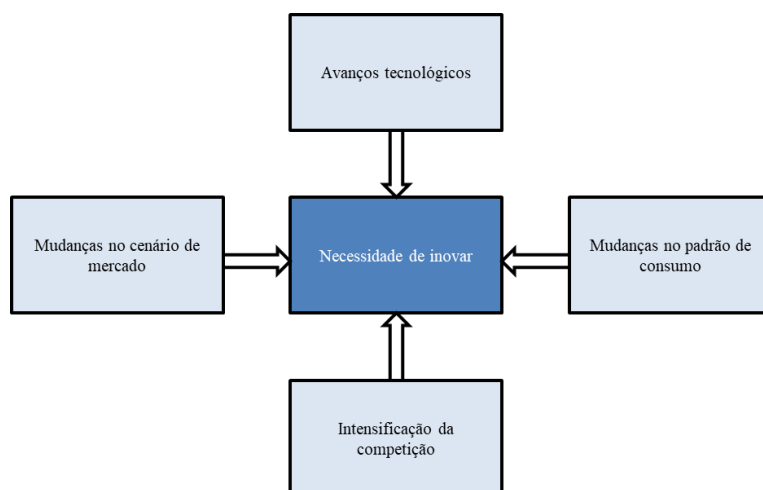 Avanços tecnológicos
Mudanças no cenário de
mercado
Necessidade de inovar
Mudanças no padrão de
consumo
Intensificação da
competição